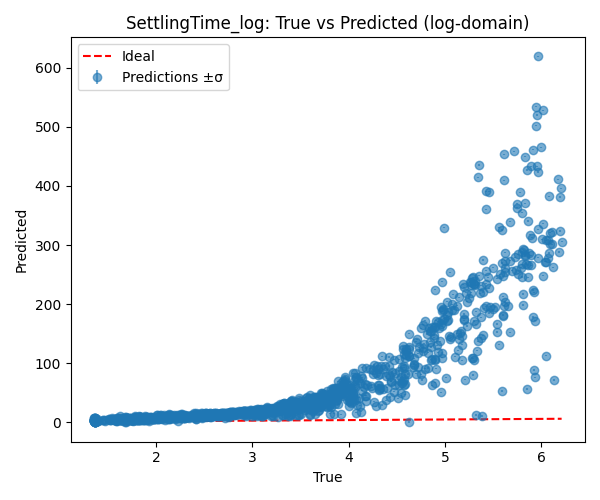 SettlingTime_log: True vs Predicted (log-domain)
Ideal
Predictions ±σ
Predicted
600
500
400
300
200
100
0
2
3
4
5
6
True